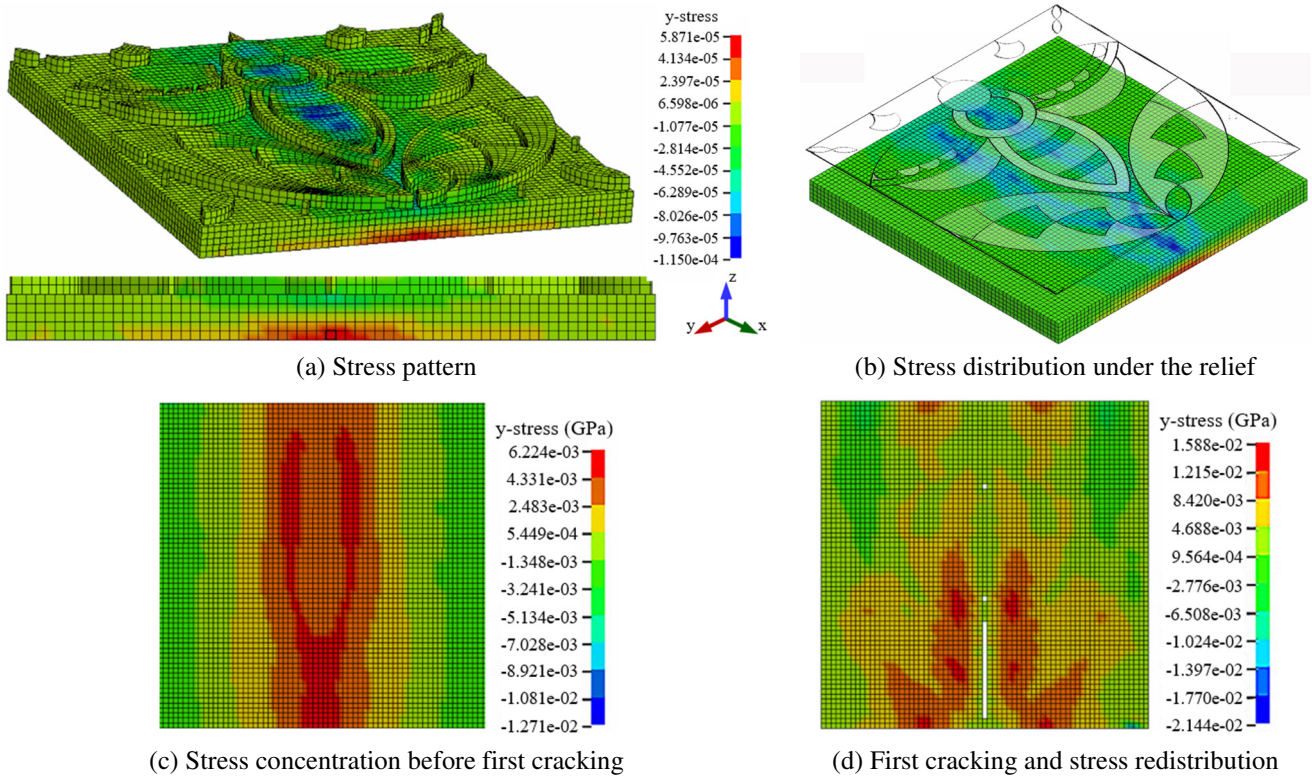 y-stress
5.871e-05
4.134e-05
2.397e-05
6.598e-06
-1.077e-05
-2.814e-05
-4.552e-05
-6.289e-05
-8.026e-05
-9.763e-05
-1.150e-04
z
y
x
(a) Stress pattern
(b) Stress distribution under the relief
y-stress (GPa)
6.224e-03
4.331e-03
2.483e-03
5.449e-04
-1.348e-03
-3.241e-03
-5.134e-03
-7.028e-03
-8.921e-03
-1.081e-02
-1.271e-02
y-stress (GPa)
1.588e-02
1.215e-02
8.420e-03
4.688e-03
9.564e-04
-2.776e-03
-6.508e-03
-1.024e-02
-1.397e-02
-1.770e-02
-2.144e-02
(c) Stress concentration before first cracking
(d) First cracking and stress redistribution